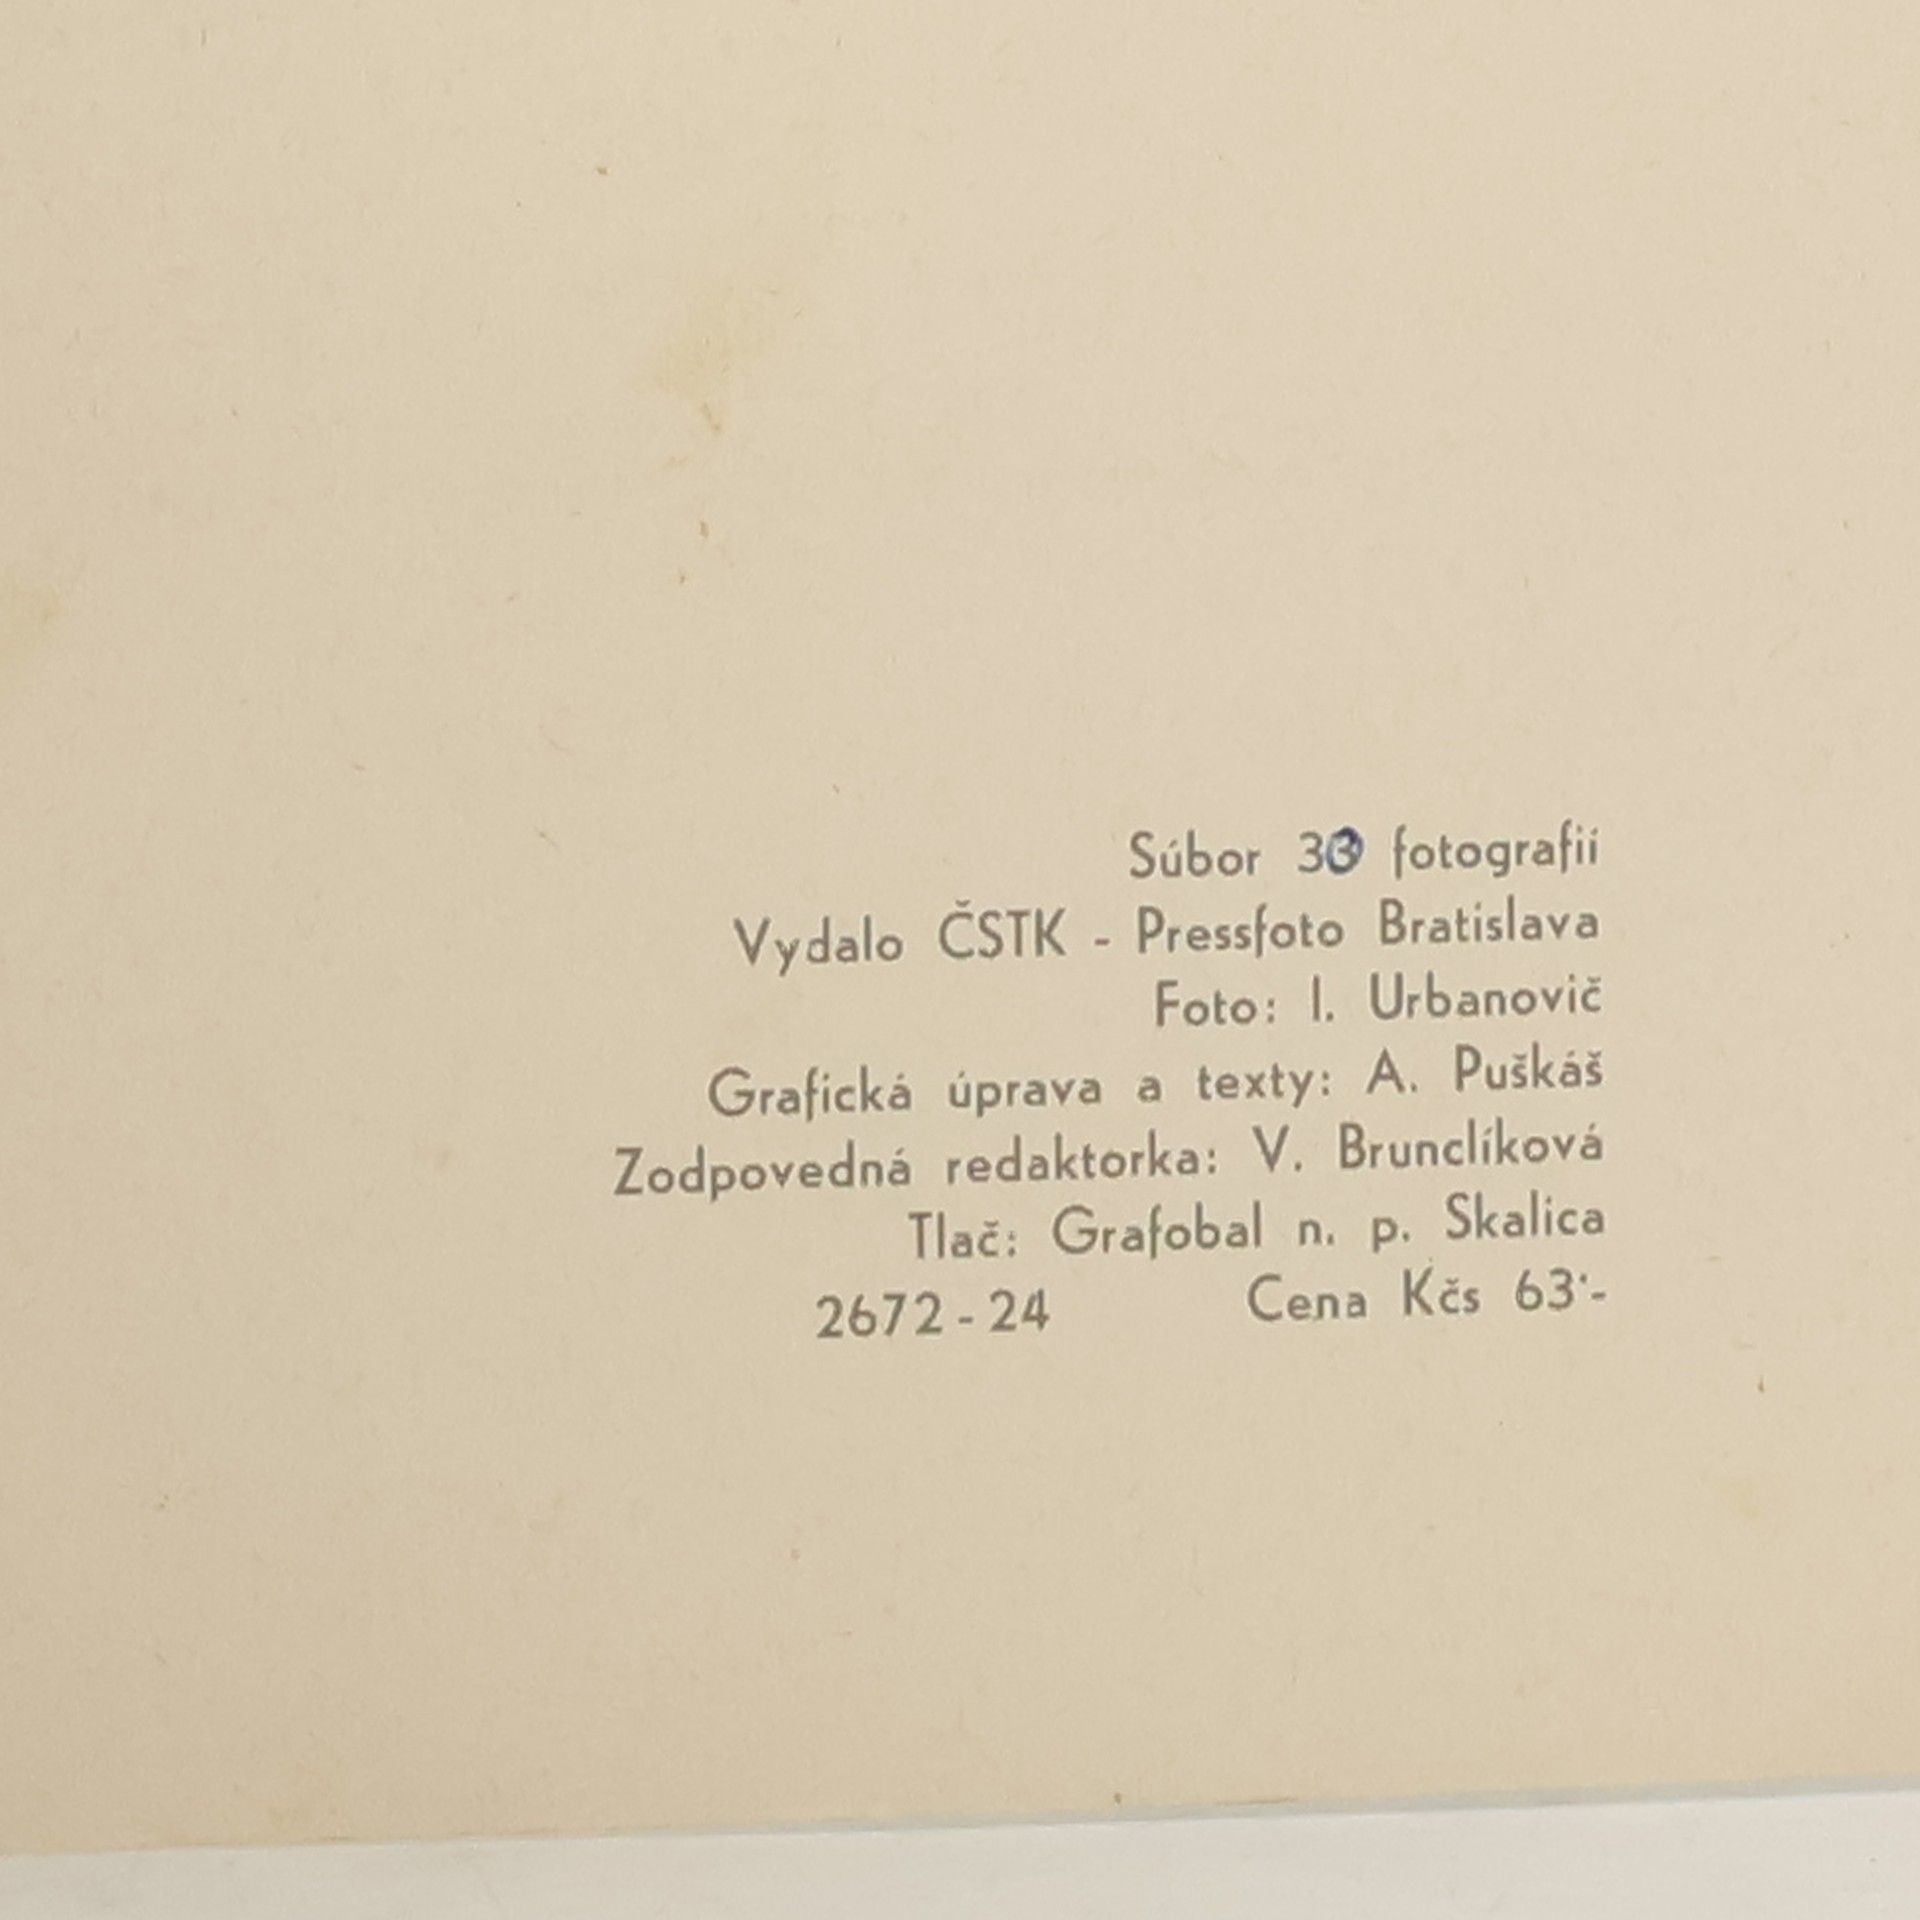 Súbor 30 fotografií
Vydalo ČSTK - Pressfoto Bratislava
Foto: I. Urbanovič
Grafická úprava a texty: A. Puškáš
Zodpovedná redaktorka: V. Brunclíková
Tlač: Grafobal n. p. Skalica
2672-24 Cena Kčs 63·-